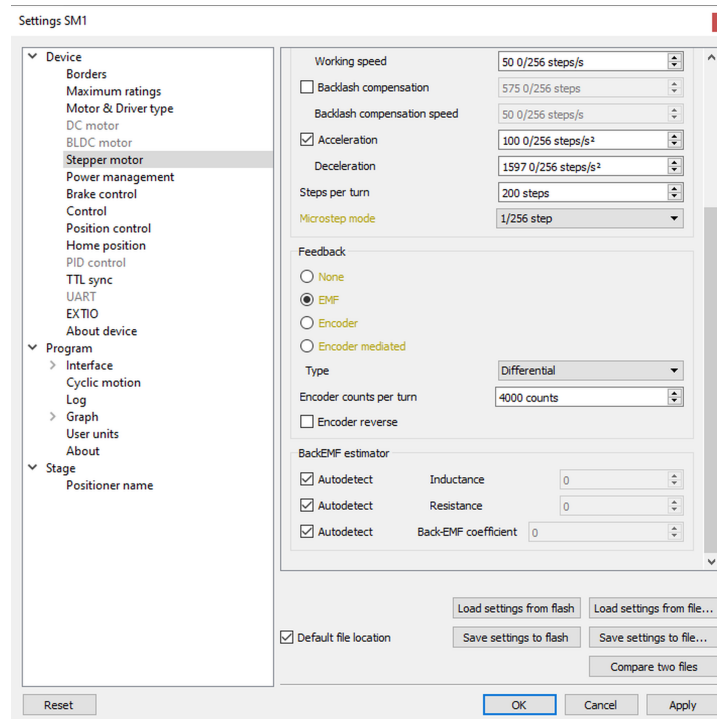 Settings SM1
Device
Borders
Maximum ratings
Motor & Driver type
DC motor
BLDC motor
Stepper motor
Power management
Brake control
Control
Position control
Home position
PID control
TTL sync
UART
EXTIO
About device
Program
Interface
Cyclic motion
Log
Graph
User units
About
Stage
Positioner name
Working speed 50 0/256 steps/s
Backlash compensation 575 0/256 steps
Backlash compensation speed 50 0/256 steps/s
Acceleration 100 0/256 steps/s²
Deceleration 1597 0/256 steps/s²
Steps per turn 200 steps
Microstep mode 1/256 step
Feedback
None
EMF
Encoder
Encoder mediated
Type Differential
Encoder counts per turn 4000 counts
Encoder reverse
BackEMF estimator
Autodetect Inductance 0
Autodetect Resistance 0
Autodetect Back-EMF coefficient 0
Load settings from flash Load settings from file...
Default file location Save settings to flash Save settings to file...
Compare two files
Reset OK Cancel Apply